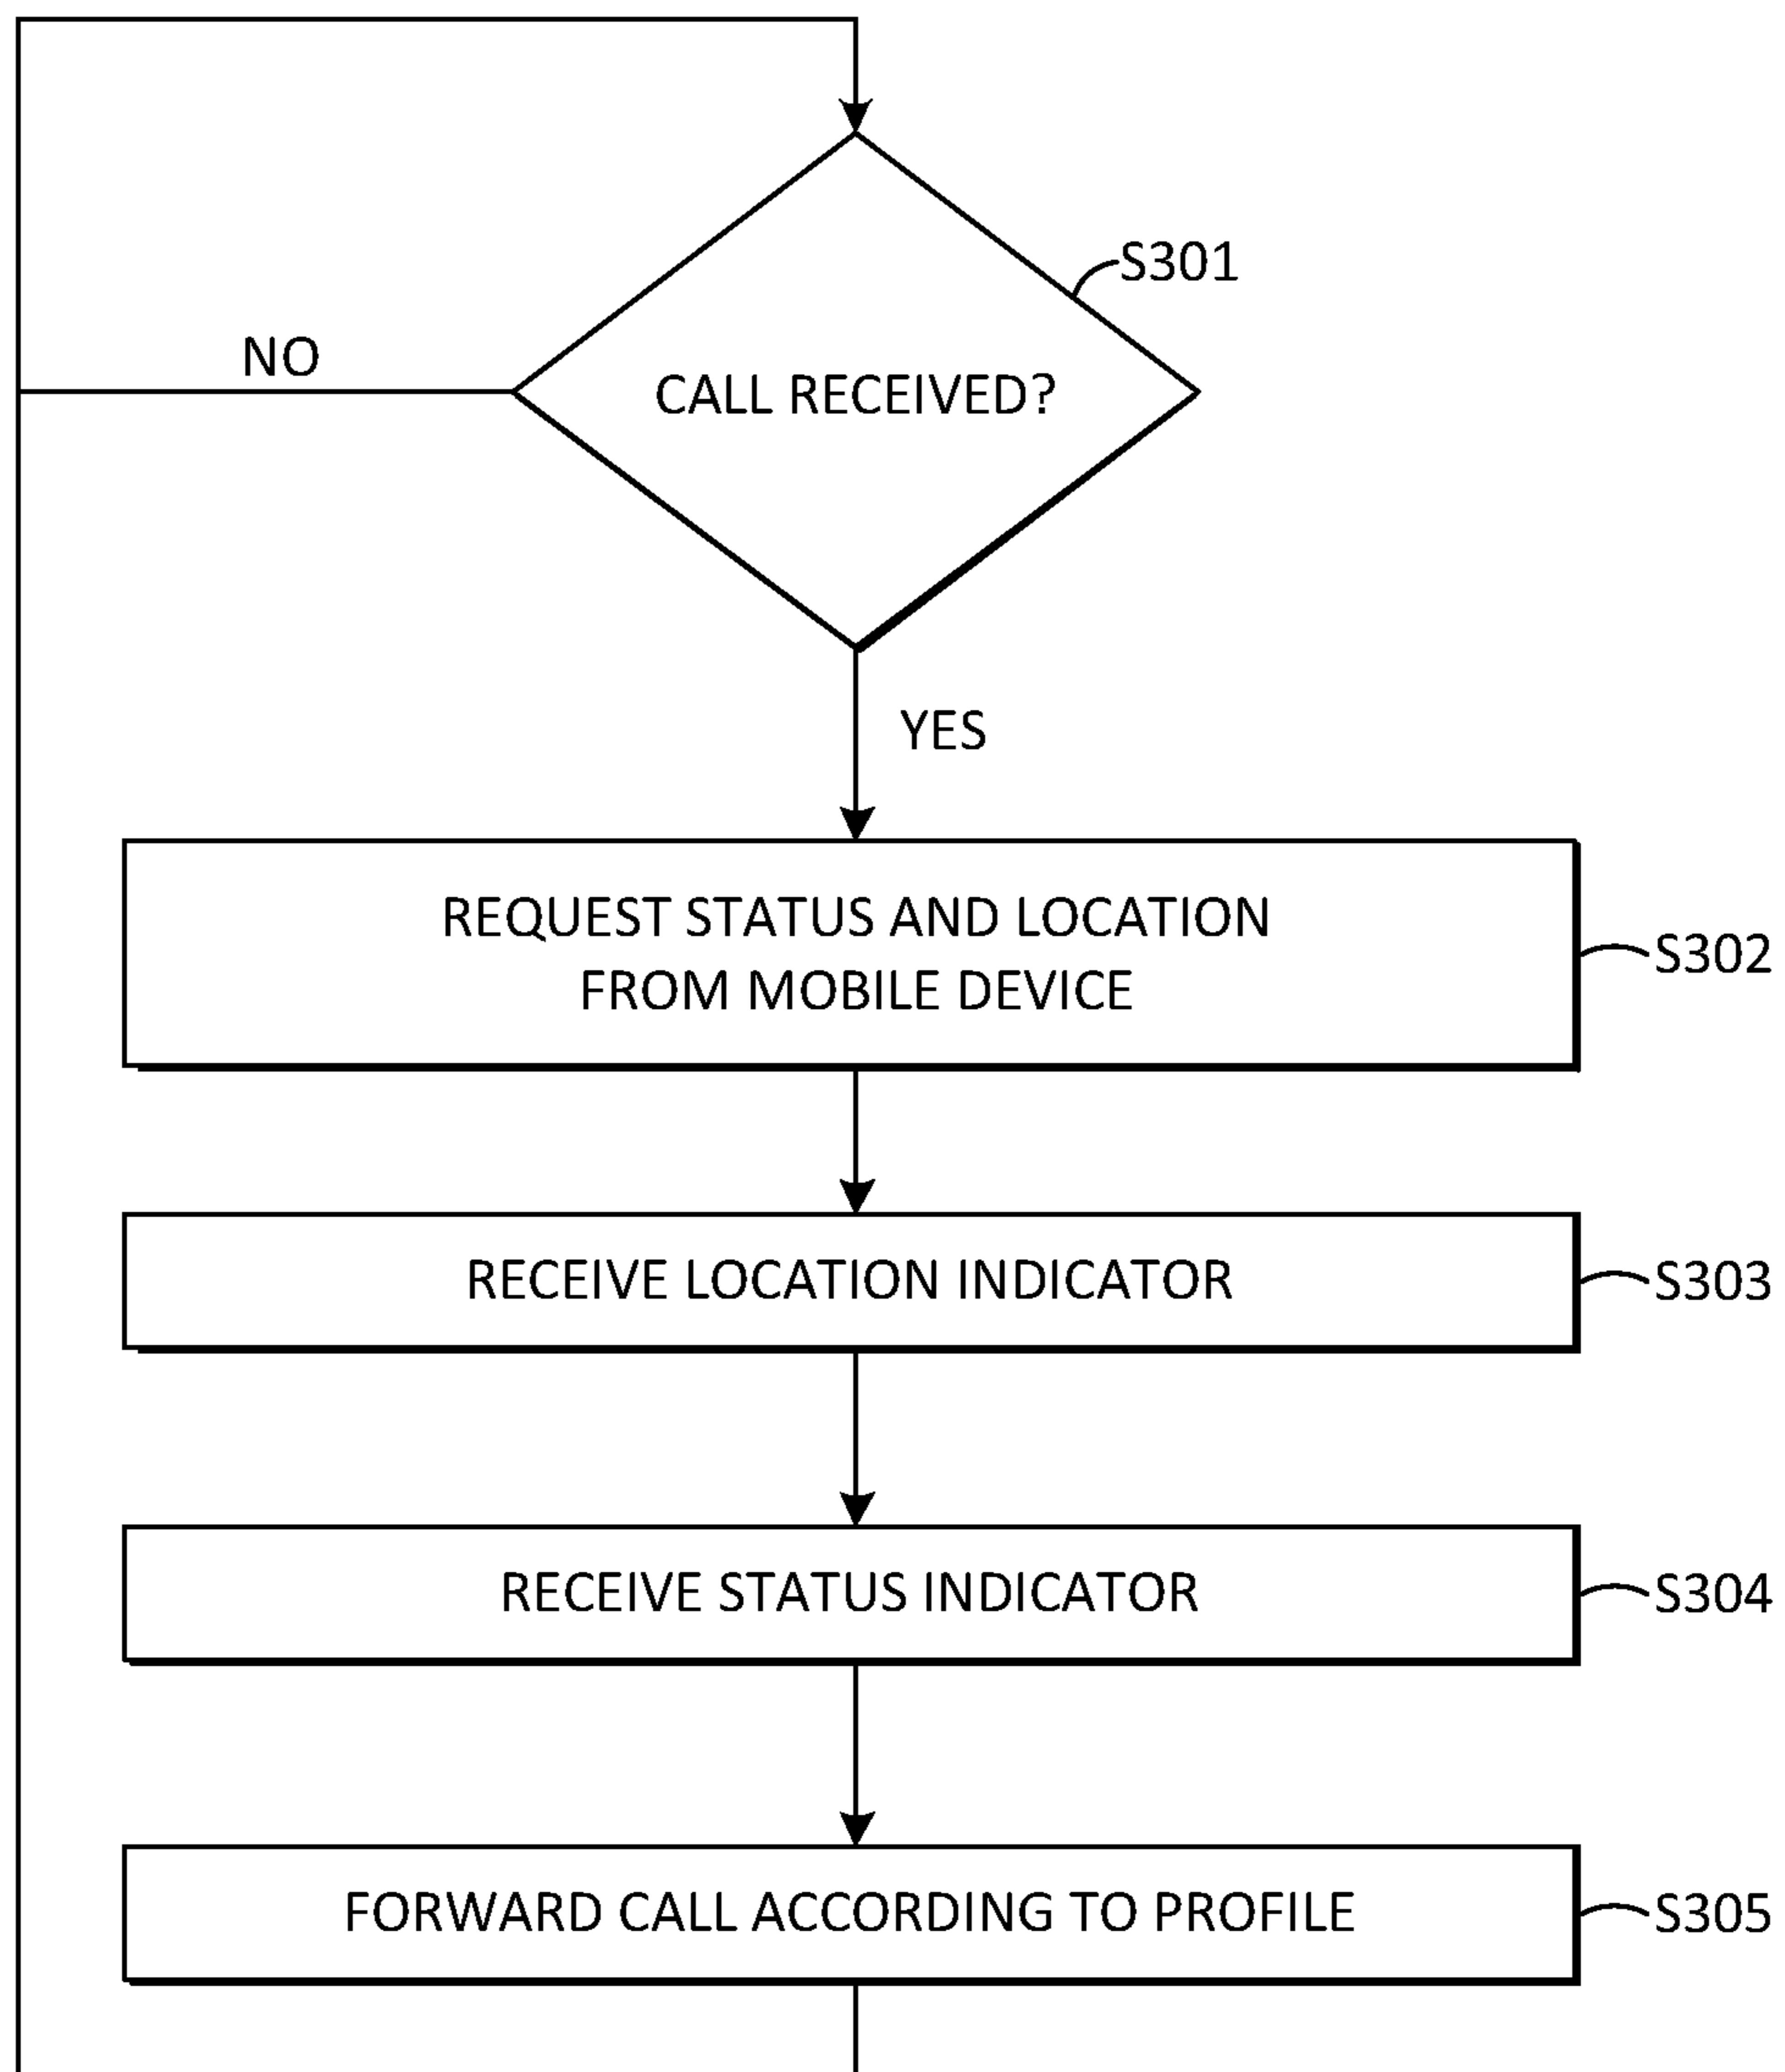 S301
NO
CALL RECEIVED?
YES
REQUEST STATUS AND LOCATION
FROM MOBILE DEVICE
S302
RECEIVE LOCATION INDICATOR
S303
RECEIVE STATUS INDICATOR
S304
FORWARD CALL ACCORDING TO PROFILE
S305